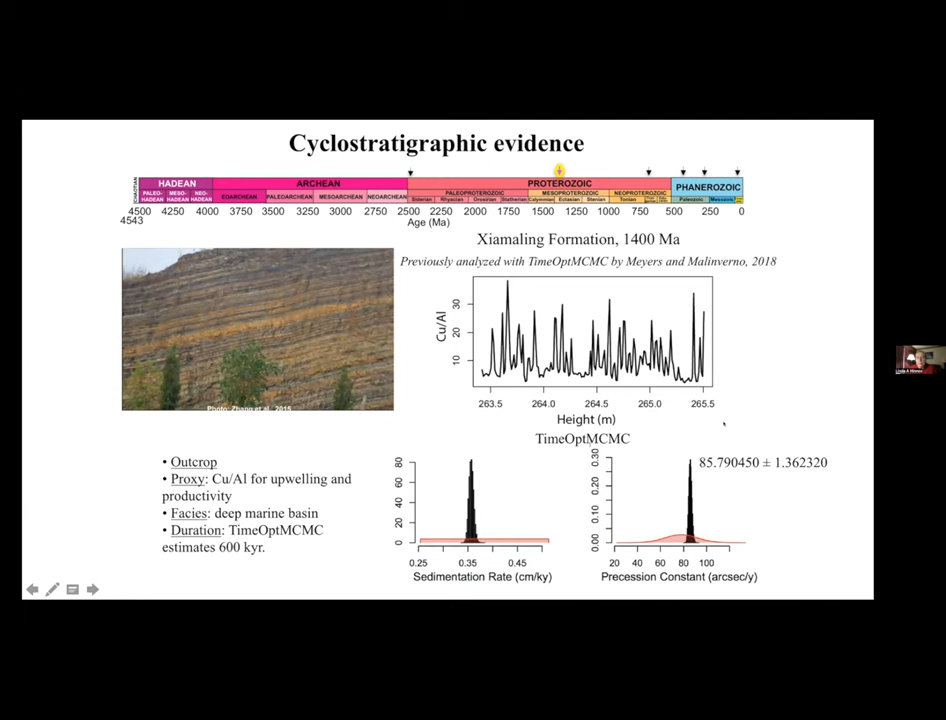 Cyclostratigraphic evidence
HADEAN ARCHEAN PROTEROZOIC PHANEROZOIC
PALEO-HADEAN MESO-HADEAN NEO-HADEAN EOARCHEAN PALEOARCHEAN MESOARCHEAN NEOARCHEAN PALEOPROTEROZOIC MESOPROTEROZOIC NEOPROTEROZOIC
Siderian Rhyacian Orosirian Statherian Calymmian Ectasian Stenian Tonian Paleozoic Mesozoic
4500 4250 4000 3750 3500 3250 3000 2750 2500 2250 2000 1750 1500 1250 1000 750 500 250 0
4543
Age (Ma)
Xiamaling Formation, 1400 Ma
Previously analyzed with TimeOptMCMC by Meyers and Malinverno, 2018
Photo: Zhang et al., 2015
Cu/Al
30
20
10
263.5 264.0 264.5 265.0 265.5
Height (m)
TimeOptMCMC
• Outcrop
• Proxy: Cu/Al for upwelling and
productivity
• Facies: deep marine basin
• Duration: TimeOptMCMC
estimates 600 kyr.
80
60
40
20
0
0.25 0.35 0.45
Sedimentation Rate (cm/ky)
85.790450 ± 1.362320
0.30
0.20
0.10
0.00
20 40 60 80 100
Precession Constant (arcsec/y)